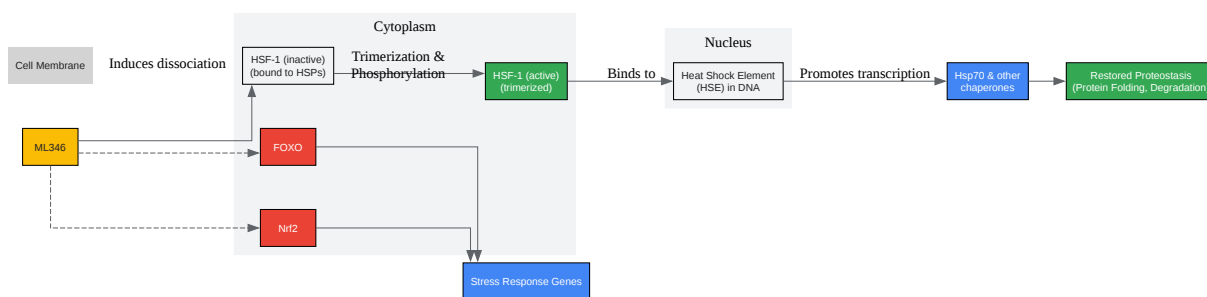 Cytoplasm
Nucleus
Cell Membrane
Induces dissociation
HSF-1 (inactive)
(bound to HSPs)
Trimerization &
Phosphorylation
HSF-1 (active)
(trimerized)
Binds to
Heat Shock Element
(HSE) in DNA
Promotes transcription
Hsp70 & other
chaperones
Restored Proteostasis
(Protein Folding, Degradation
ML346
FOXO
Nrf2
Stress Response Genes